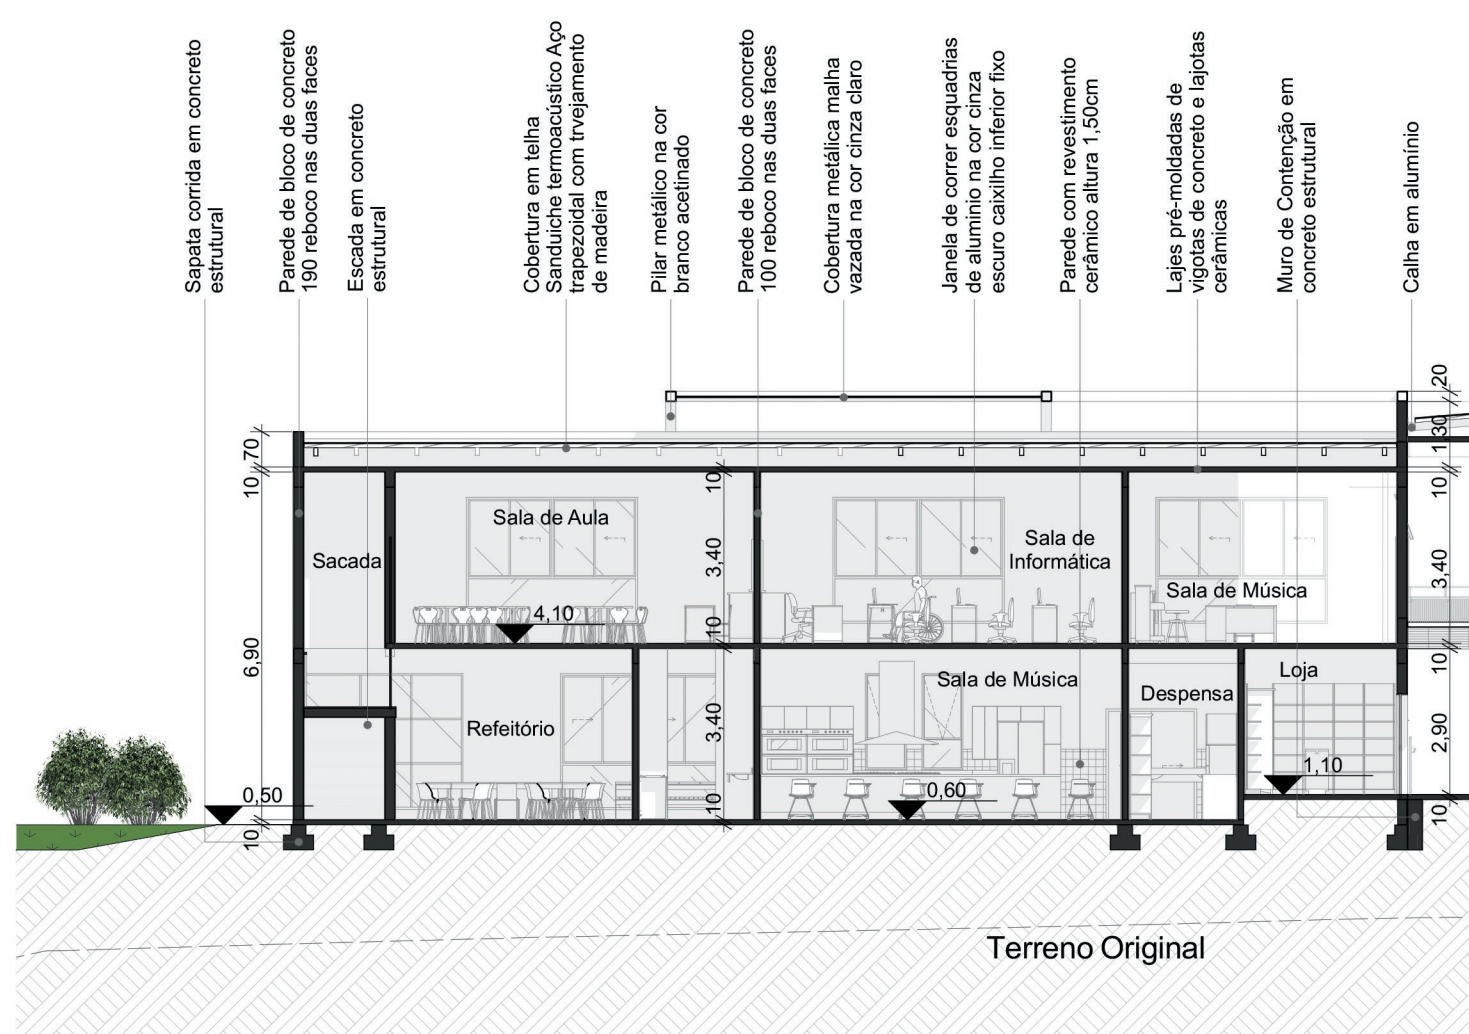 Sapata corrida em concreto
estrutural
Parede de bloco de concreto
190 reboco nas duas faces
Escada em concreto
estrutural
Cobertura em telha
Sanduiche termoacústico Aço
trapezoidal com trvejamento
de madeira
Pilar metálico na cor
branco acetinado
Parede de bloco de concreto
100 reboco nas duas faces
Cobertura metálica malha
vazada na cor cinza claro
Janela de correr esquadrias
de aluminio na cor cinza
escuro caixilho inferior fixo
Parede com revestimento
cerâmico altura 1,50cm
Lajes pré-moldadas de
vigotas de concreto e lajotas
cerâmicas
Muro de Contenção em
concreto estrutural
Calha em alumínio
20
1,30
70
10
10
10
Sala de Aula
Sala de
Informática
Sacada
3,40
3,40
Sala de Música
4,10
10
6,90
10
Loja
Sala de Música
Despensa
Refeitório
3,40
2,90
1,10
0,50
0,60
10
10
10
Terreno Original